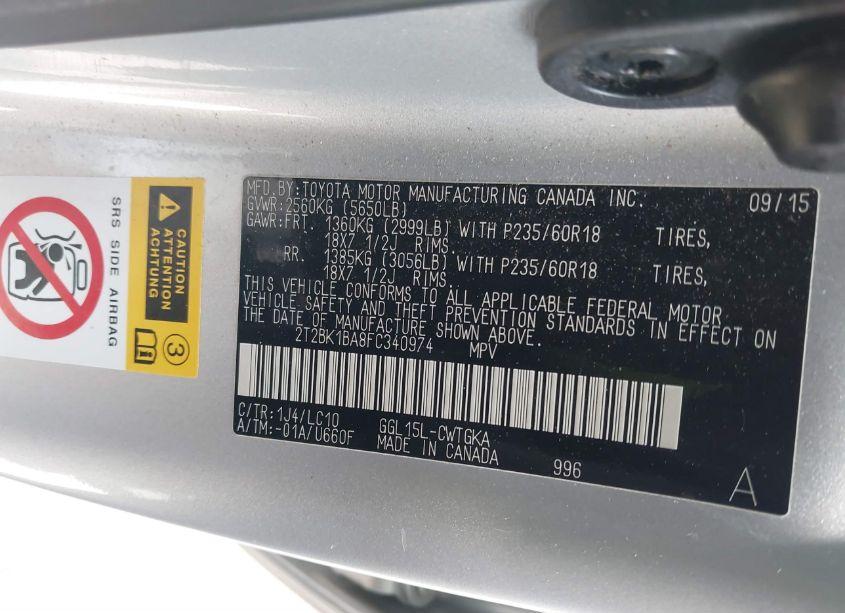 MFD.BY:TOYOTA MOTOR MANUFACTURING CANADA INC. 09/15
GVWR:2560KG (5650LB)
GAWR:FRT. 1360KG (2999LB) WITH P235/60R18 TIRES,
18X7 1/2J RIMS.
RR. 1385KG (3056LB) WITH P235/60R18 TIRES,
18X7 1/2J RIMS.
THIS VEHICLE CONFORMS TO ALL APPLICABLE FEDERAL MOTOR
VEHICLE SAFETY AND THEFT PREVENTION STANDARDS IN EFFECT ON
THE DATE OF MANUFACTURE SHOWN ABOVE.
2T2BK1BA8FC340974 MPV
C/TR:1J4/LC10 GGL15L-CWTGKA
A/TM:-01A/U660F MADE IN CANADA
996
A
CAUTION
ATTENTION
ACHTUNG
SRS SIDE AIRBAG
3